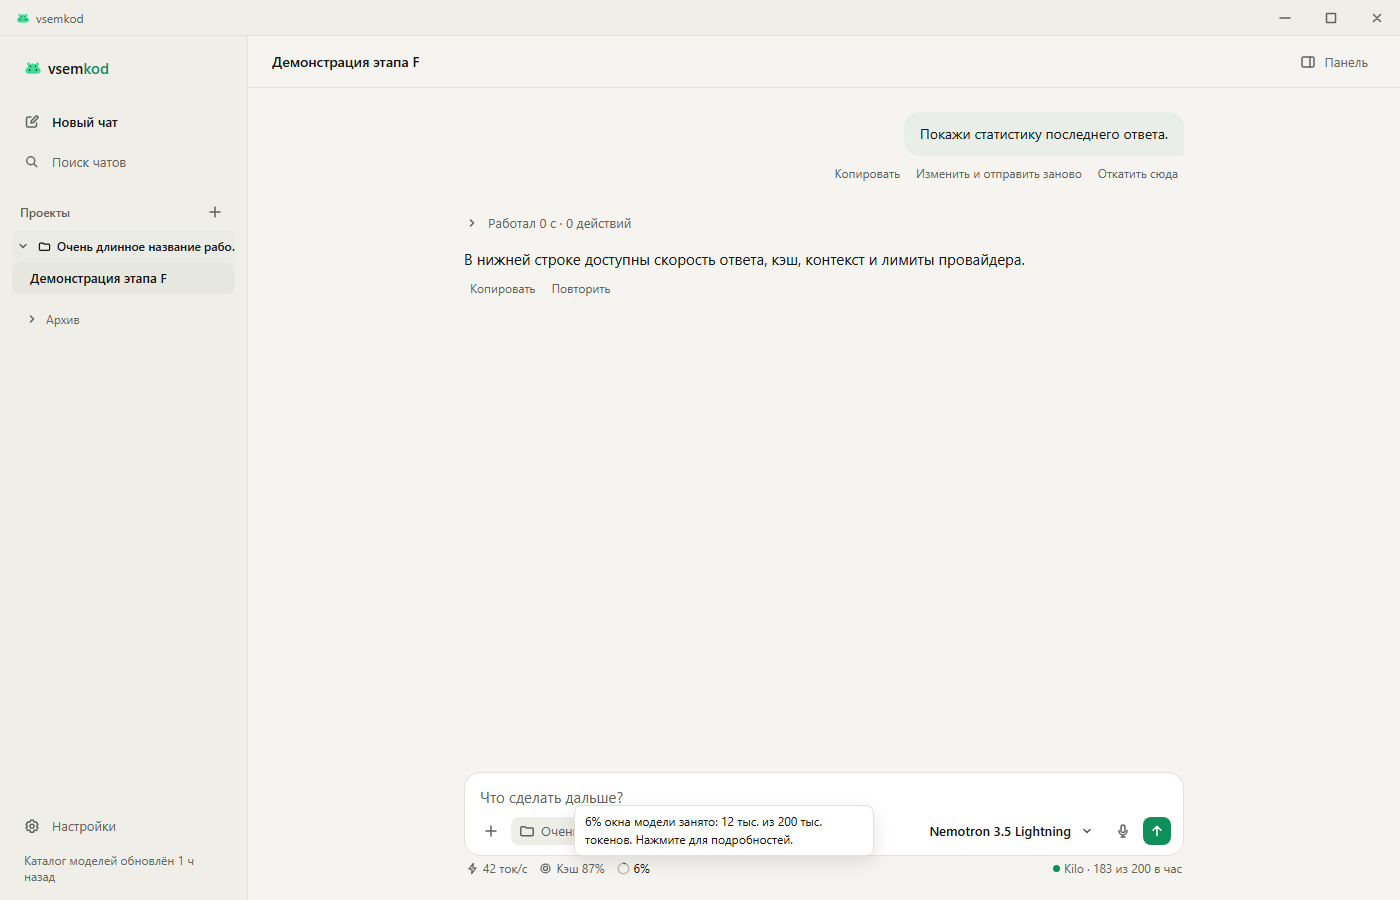 vsemkod
vsemkod
Новый чат
Поиск чатов
Проекты
Очень длинное название рабо.
Демонстрация этапа F
Архив
Настройки
Каталог моделей обновлён 1 ч
назад
Демонстрация этапа F
Панель
Покажи статистику последнего ответа.
Копировать Изменить и отправить заново Откатить сюда
Работал 0 с · 0 действий
В нижней строке доступны скорость ответа, кэш, контекст и лимиты провайдера.
Копировать Повторить
Что сделать дальше?
6% окна модели занято: 12 тыс. из 200 тыс.
токенов. Нажмите для подробностей.
Nemotron 3.5 Lightning
42 ток/с Кэш 87% 6%
Kilo · 183 из 200 в час